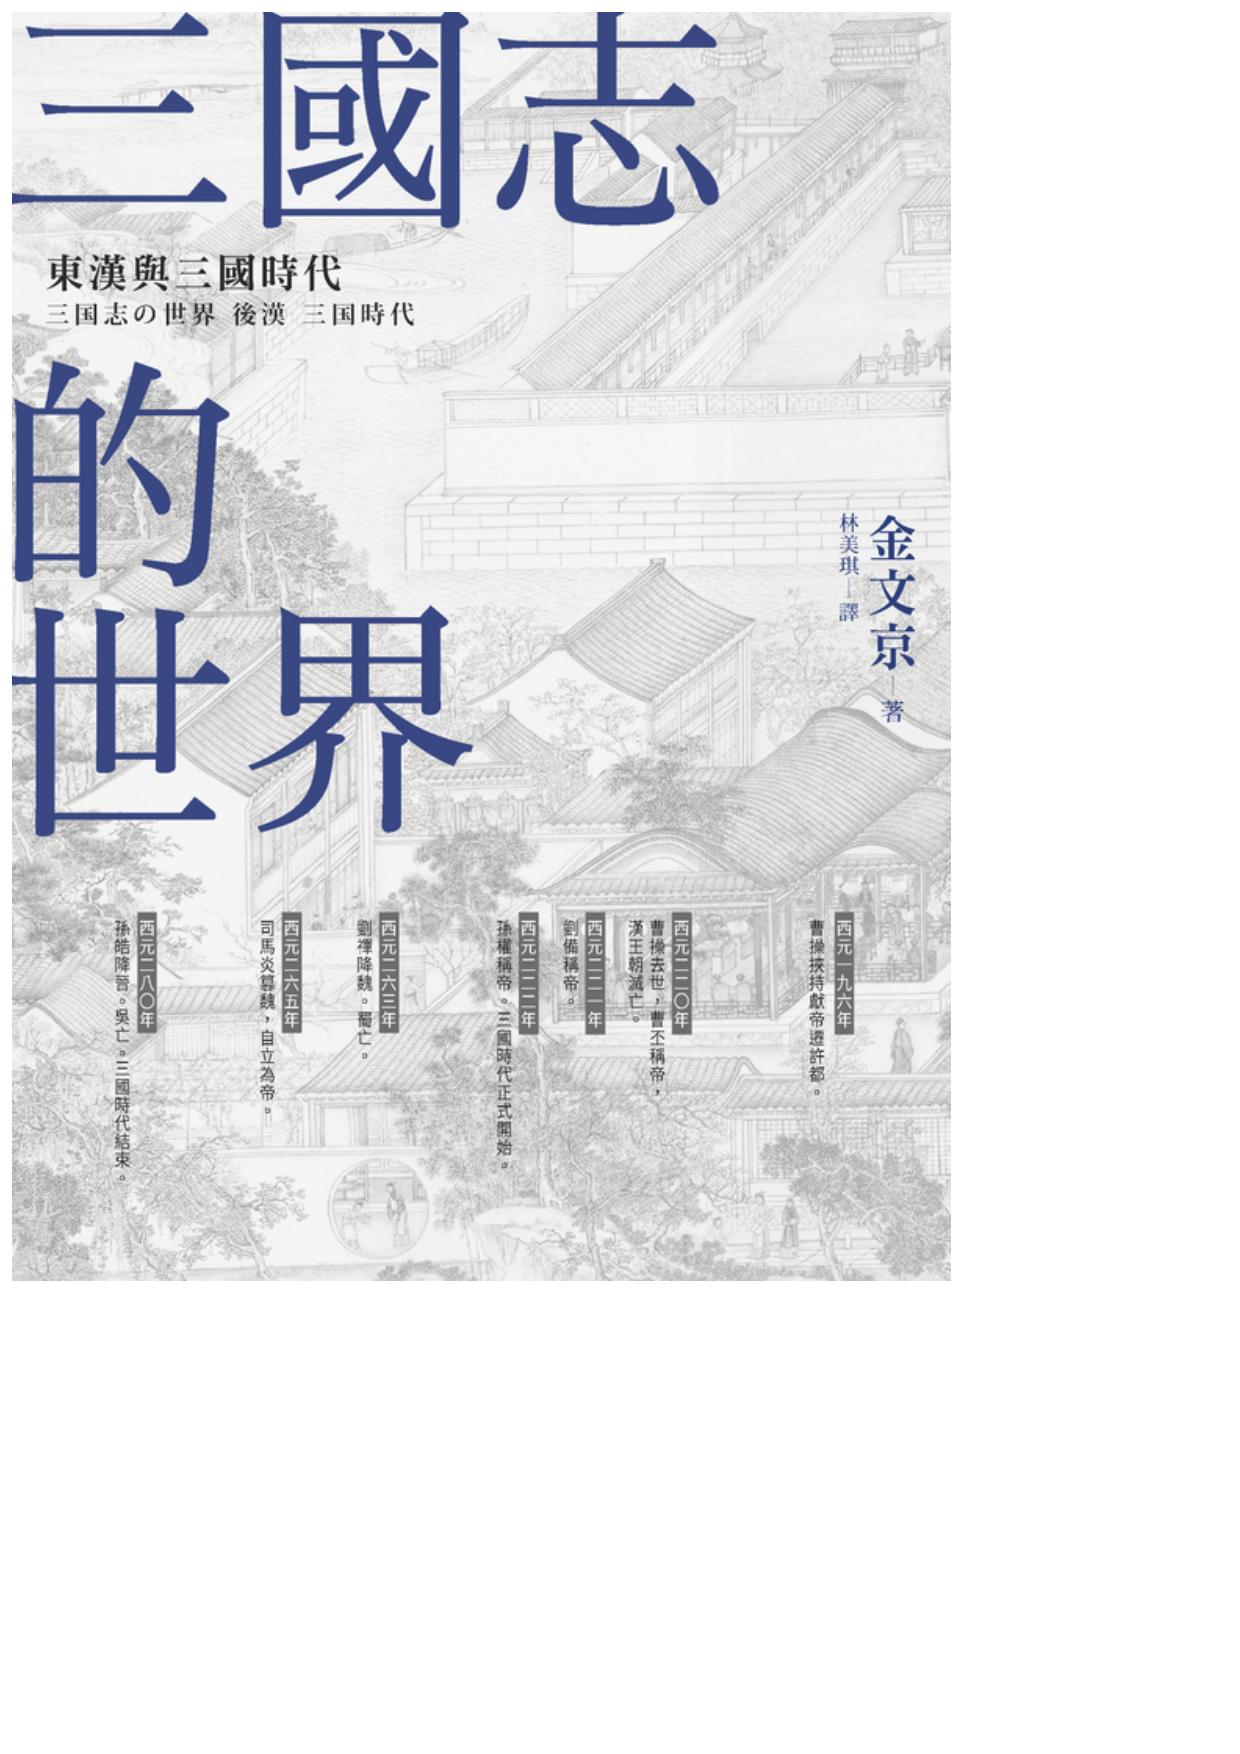 三國志
東漢與三國時代
三国志の世界 後漢 三国時代
的
世界
金文京｜著
林美琪｜譯
西元一九六年
曹操挾持獻帝遷許都。
西元二二〇年
曹操去世，曹丕稱帝，
漢王朝滅亡。
西元二二一年
劉備稱帝。
西元二二二年
孫權稱帝。三國時代正式開始。
西元二六三年
劉禪降魏。蜀亡。
西元二六五年
司馬炎篡魏，自立為帝。
西元二八〇年
孫皓降晉。吳亡。三國時代結束。